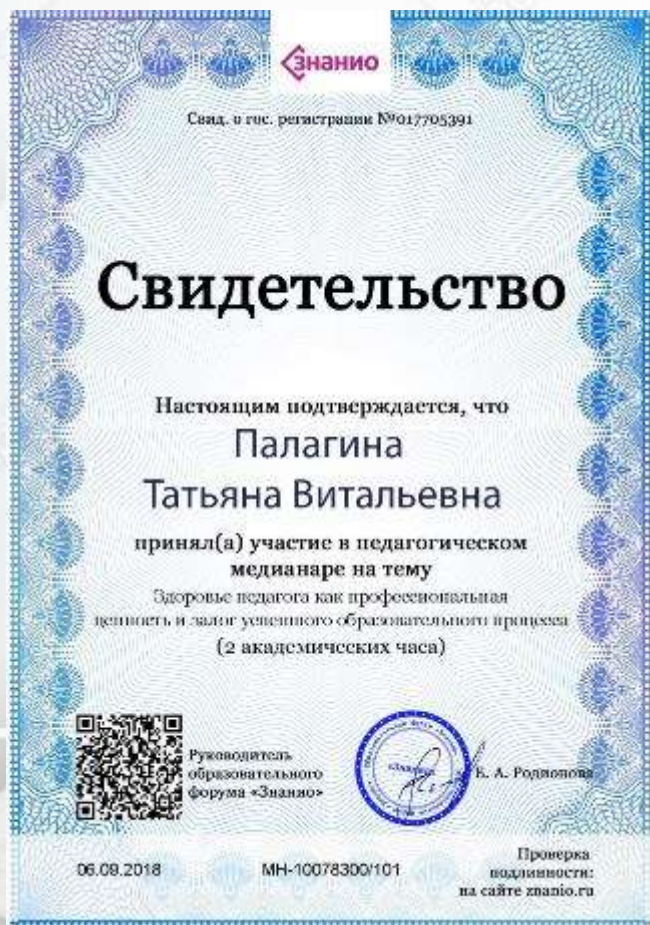 знанио
Свид. о гос. регистрации №017705391
Свидетельство
Настоящим подтверждается, что
Палагина
Татьяна Витальевна
принял(а) участие в педагогическом
медианаре на тему
Здоровье педагога как профессиональная
ценность и залог успешного образовательного процесса
(2 академических часа)
Руководитель
образовательного
форума «Знанио»
Е. А. Родионова
06.09.2018
МН-10078300/101
Проверка
подлинности:
на сайте znanio.ru